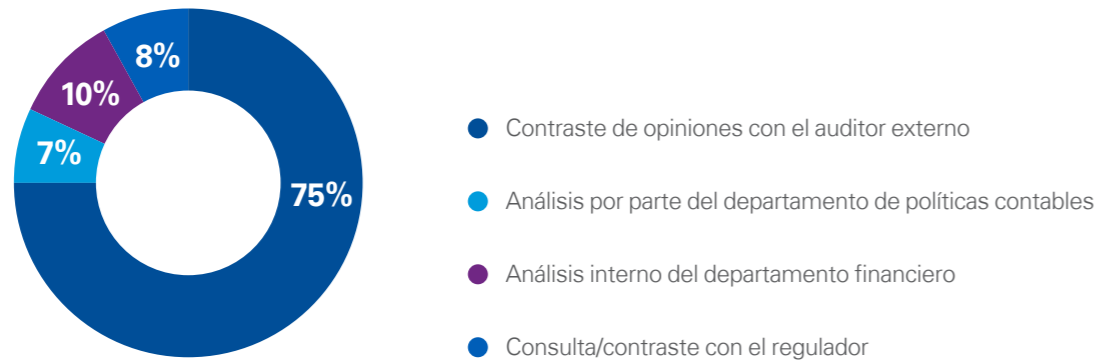 8%
10%
7%
75%
Contraste de opiniones con el auditor externo
Análisis por parte del departamento de políticas contables
Análisis interno del departamento financiero
Consulta/contraste con el regulador